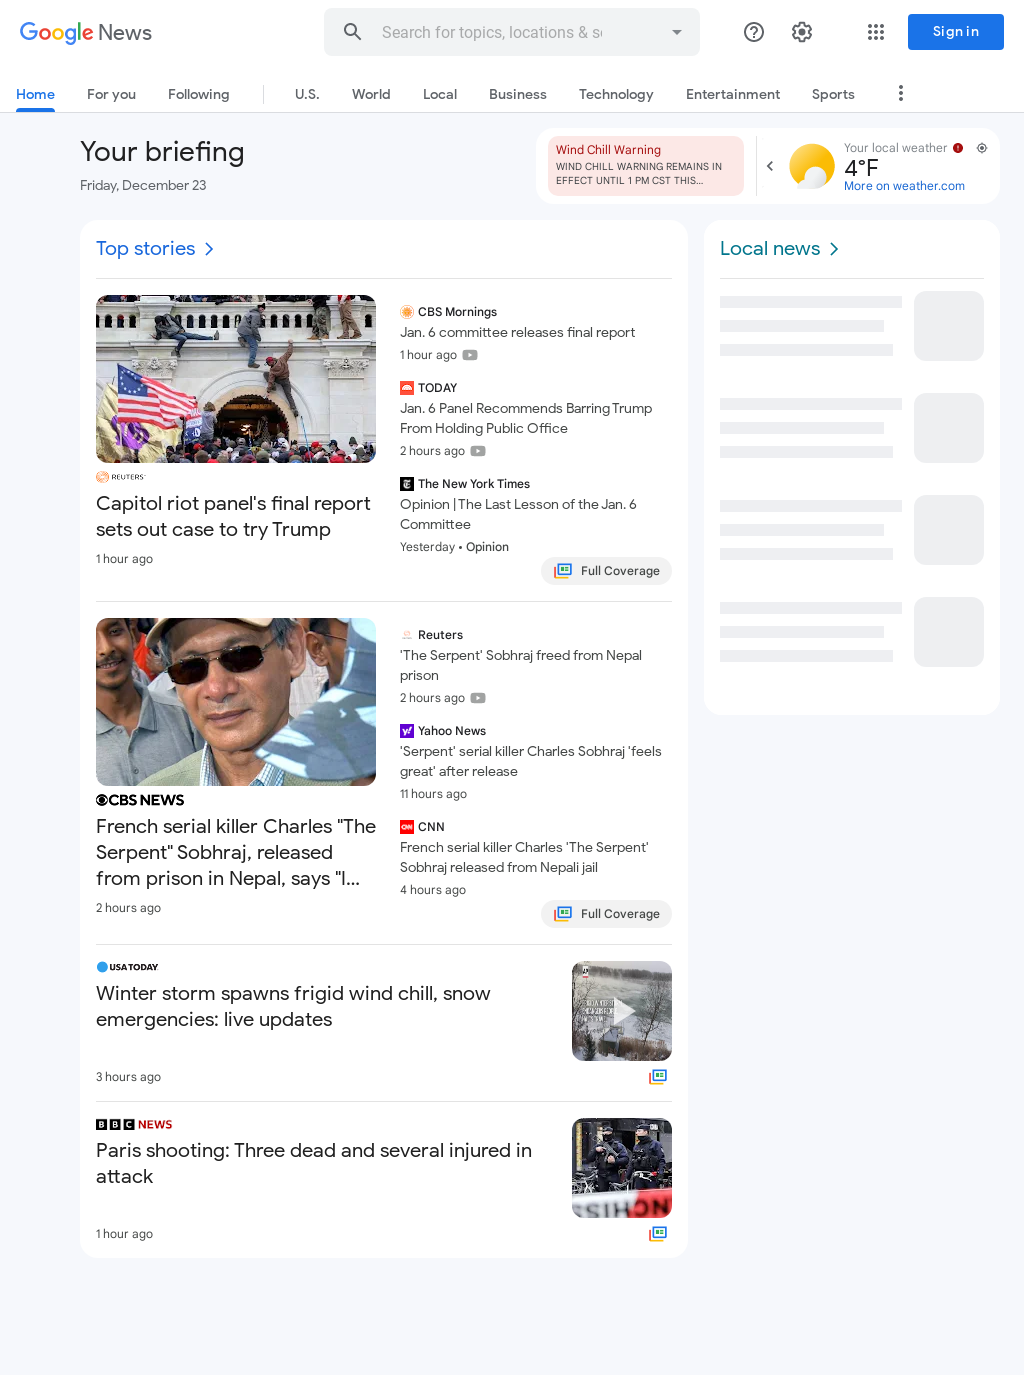 Google News
Search for topics, locations & so
Sign in
Home
For you
Following
U.S.
World
Local
Business
Technology
Entertainment
Sports
Your briefing
Friday, December 23
Wind Chill Warning
WIND CHILL WARNING REMAINS IN
EFFECT UNTIL 1 PM CST THIS...
Your local weather
4°F
More on weather.com
Top stories
REUTERS
Capitol riot panel's final report
sets out case to try Trump
1 hour ago
CBS Mornings
Jan. 6 committee releases final report
1 hour ago
TODAY
Jan. 6 Panel Recommends Barring Trump
From Holding Public Office
2 hours ago
The New York Times
Opinion | The Last Lesson of the Jan. 6
Committee
Yesterday • Opinion
Full Coverage
CBS NEWS
French serial killer Charles "The
Serpent" Sobhraj, released
from prison in Nepal, says "I...
2 hours ago
Reuters
'The Serpent' Sobhraj freed from Nepal
prison
2 hours ago
Yahoo News
'Serpent' serial killer Charles Sobhraj 'feels
great' after release
11 hours ago
CNN
French serial killer Charles 'The Serpent'
Sobhraj released from Nepali jail
4 hours ago
Full Coverage
USA TODAY
Winter storm spawns frigid wind chill, snow
emergencies: live updates
3 hours ago
AP
BBC NEWS
Paris shooting: Three dead and several injured in
attack
1 hour ago
Local news